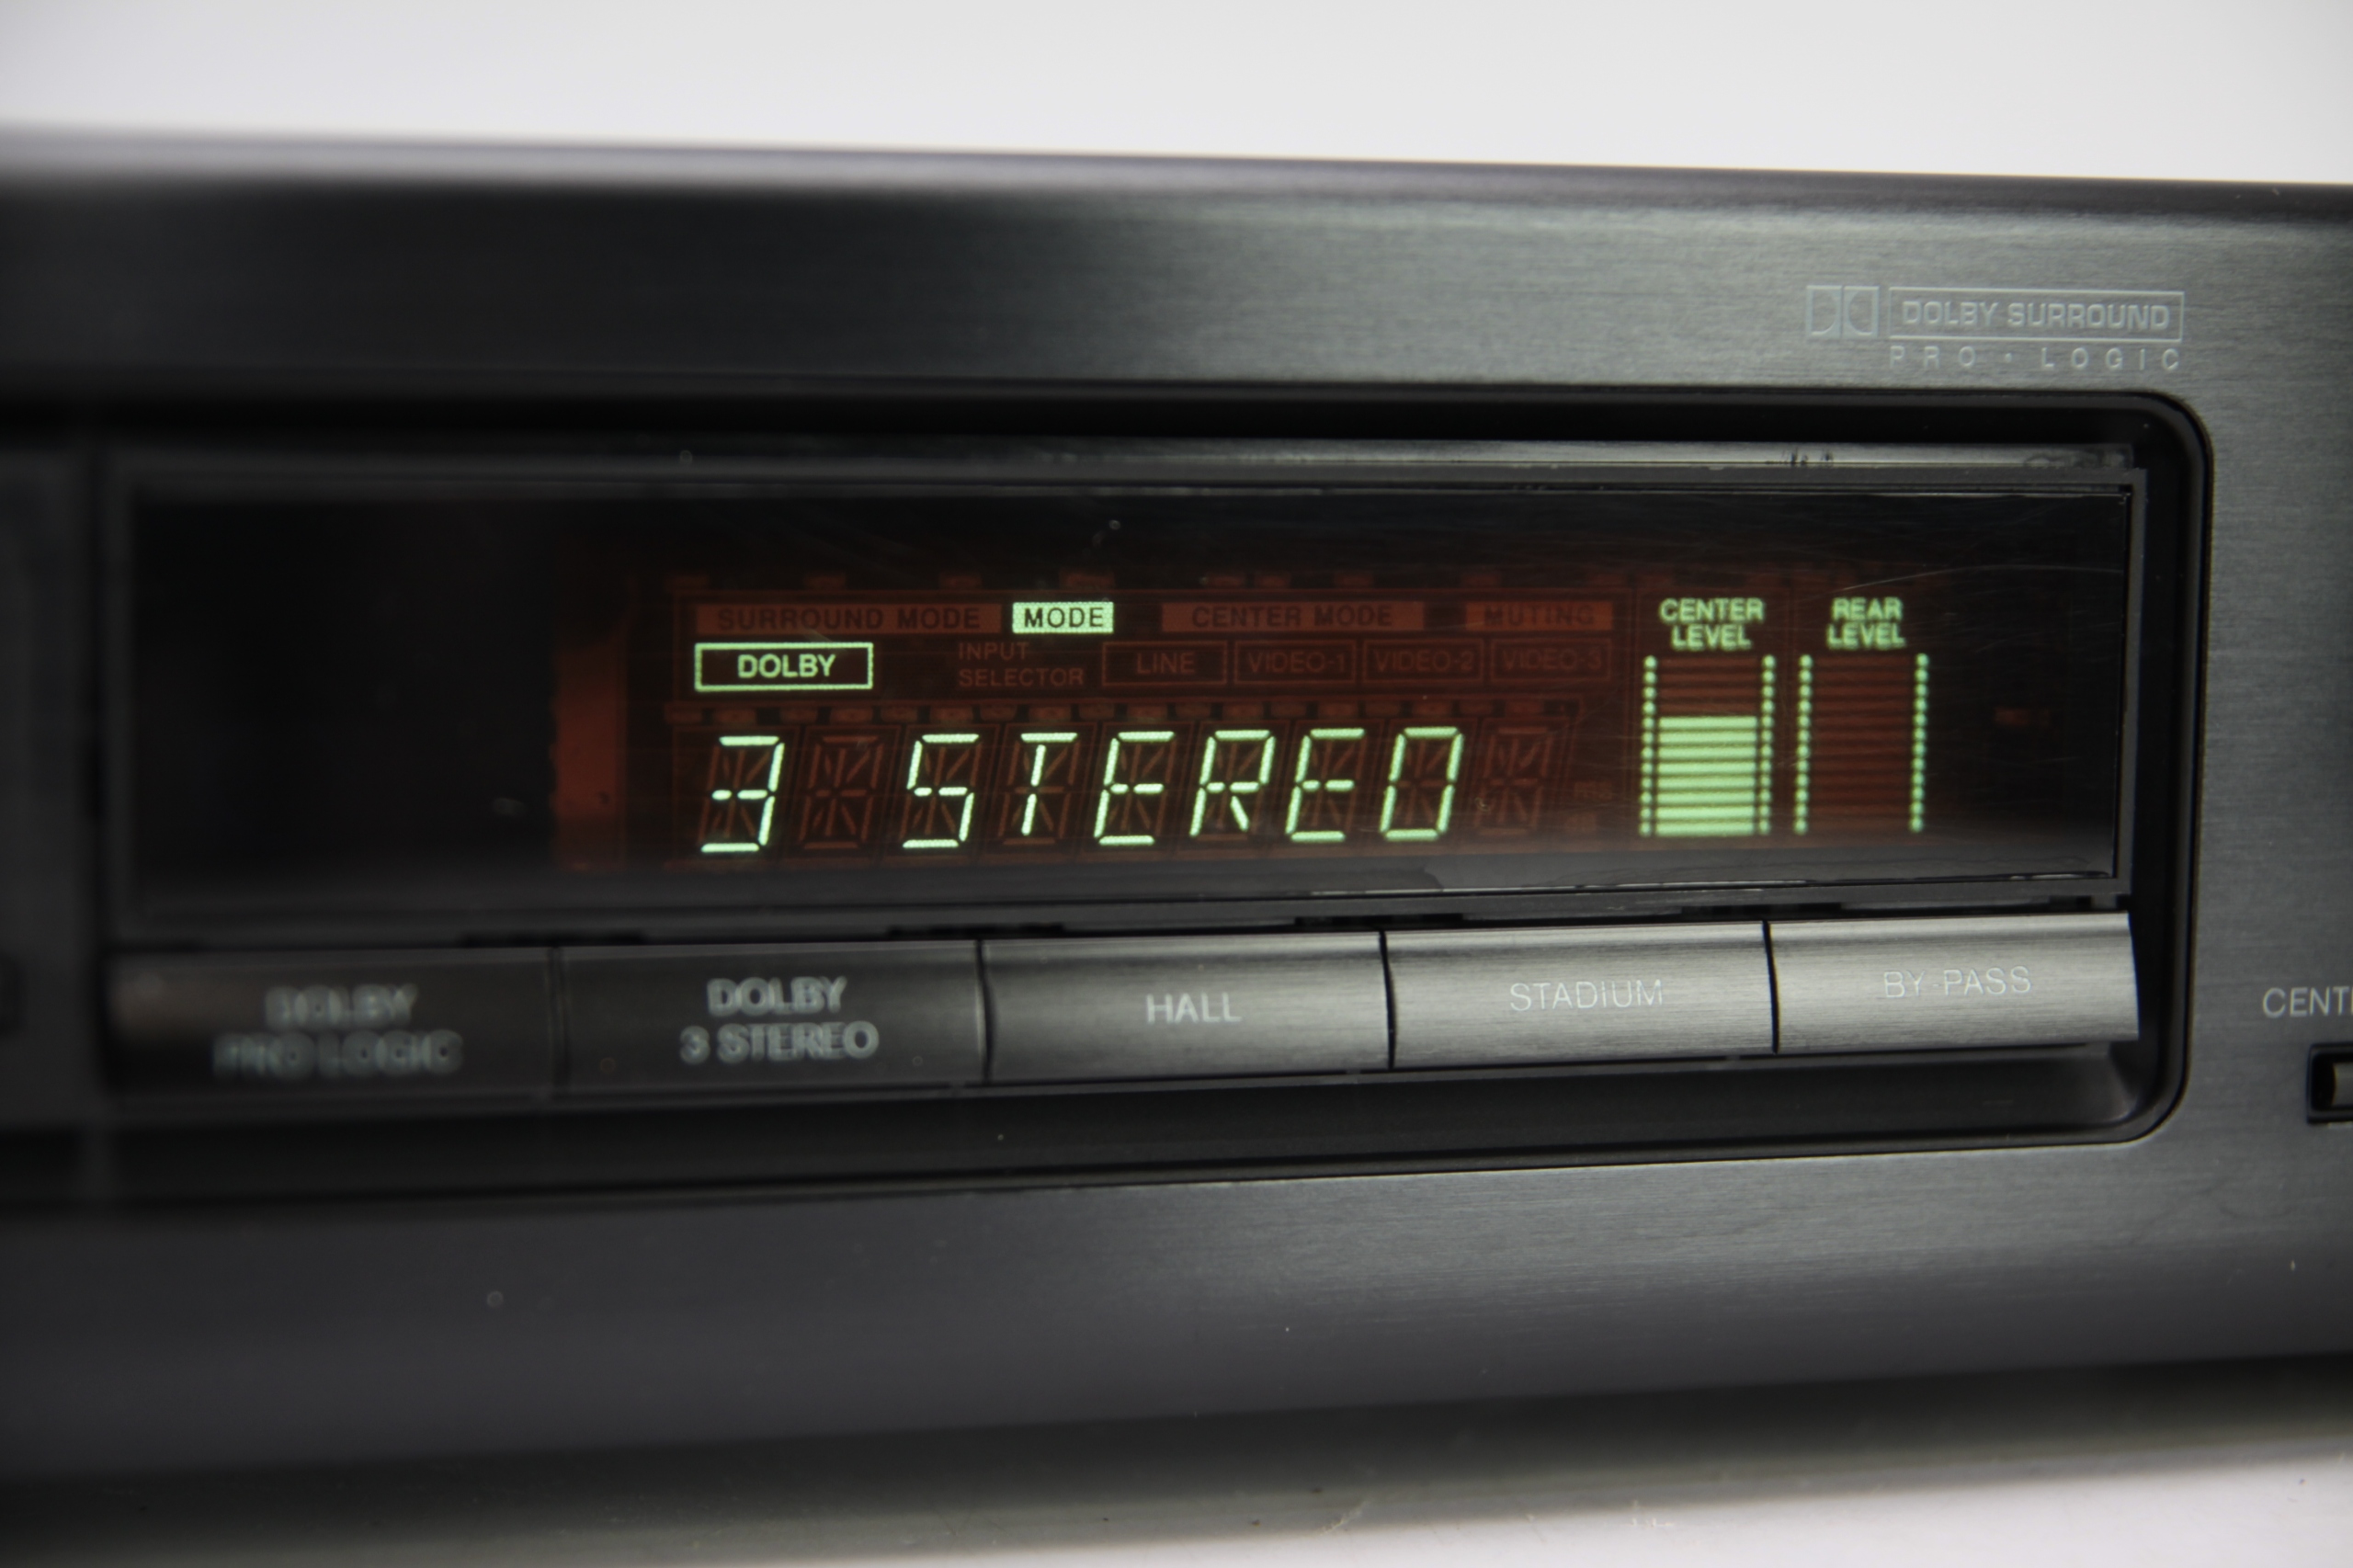 DOLBY SURROUND
PRO · LOGIC
SURROUND MODE MODE CENTER MODE MUTING
CENTER LEVEL
REAR LEVEL
DOLBY
INPUT SELECTOR
LINE VIDEO-1 VIDEO-2 VIDEO-3
3 STEREO
DOLBY
PRO LOGIC
DOLBY
3 STEREO
HALL
STADIUM
BY-PASS
CENT